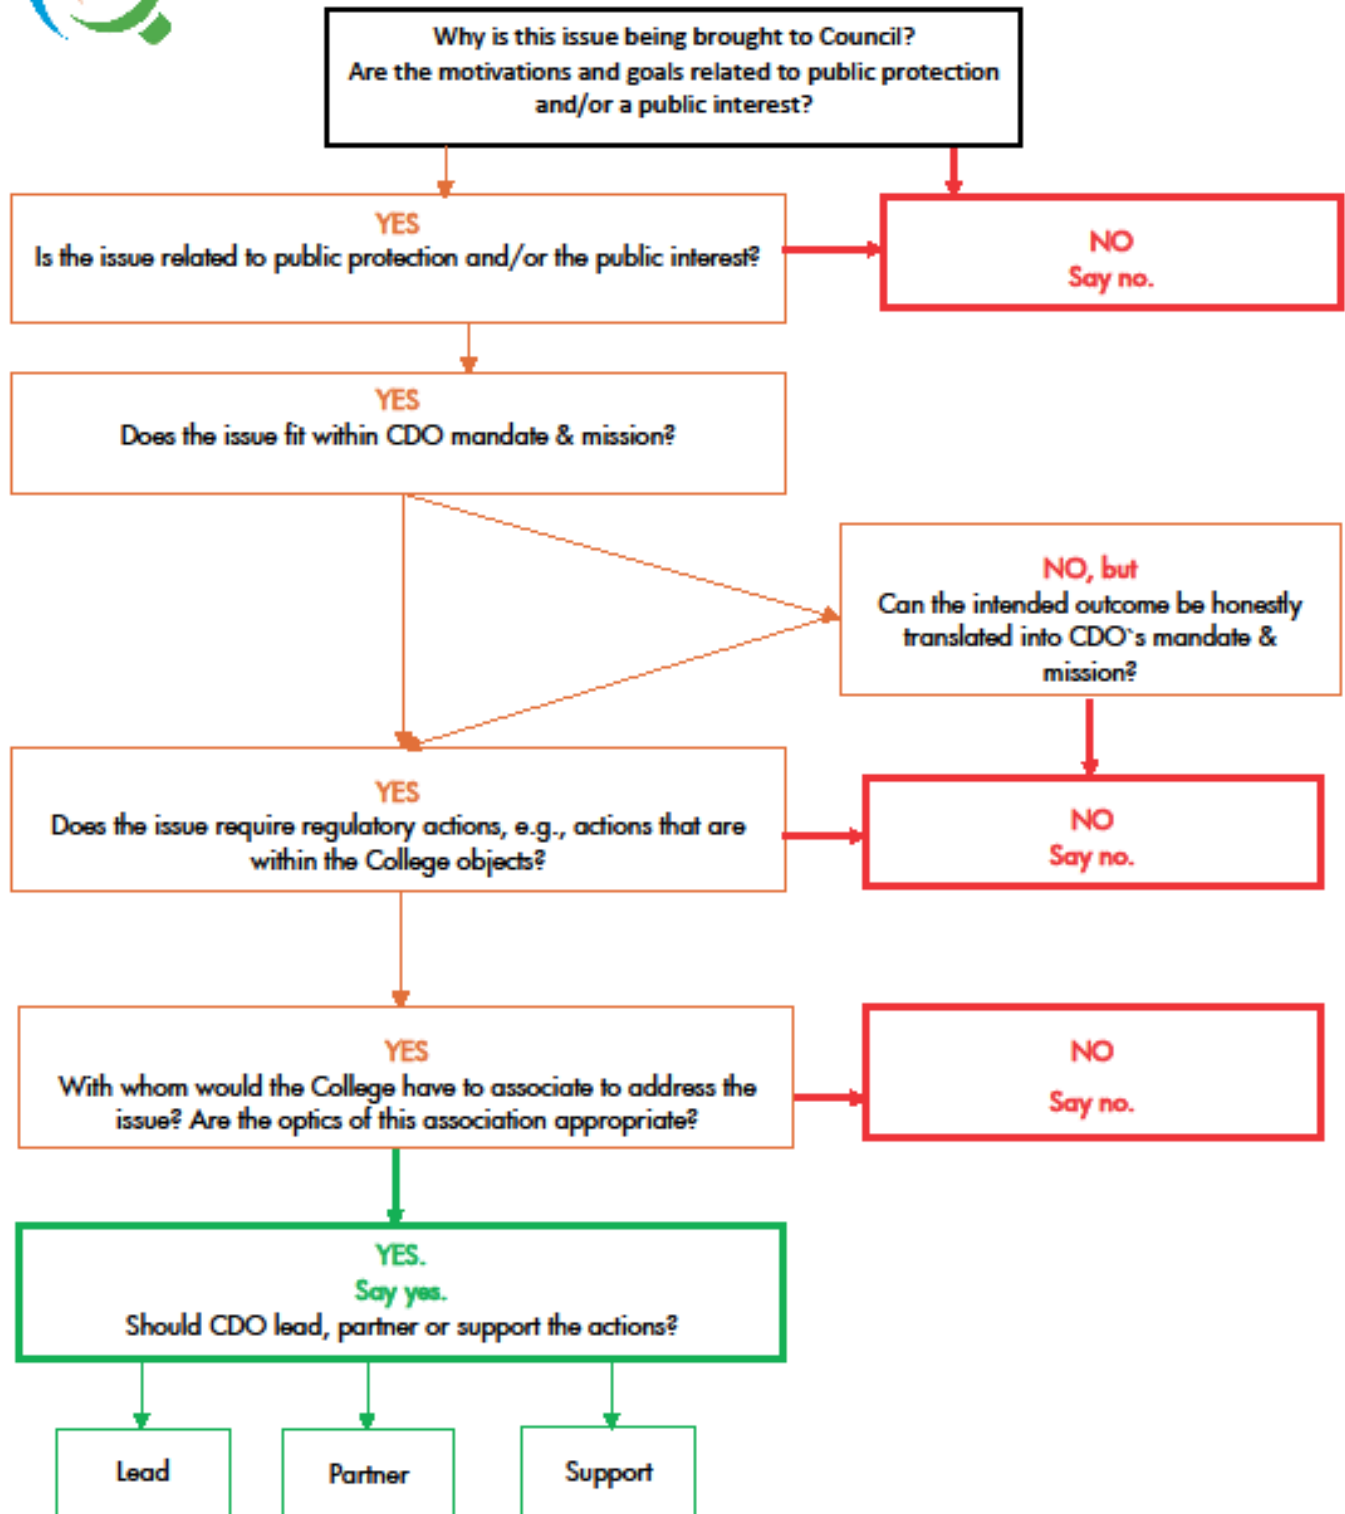 Why is this issue being brought to Council?
Are the motivations and goals related to public protection
and/or a public interest?
YES
Is the issue related to public protection and/or the public interest?
NO
Say no.
YES
Does the issue fit within CDO mandate & mission?
NO, but
Can the intended outcome be honestly
translated into CDO`s mandate &
mission?
YES
Does the issue require regulatory actions, e.g., actions that are
within the College objects?
NO
Say no.
YES
With whom would the College have to associate to address the
issue? Are the optics of this association appropriate?
NO
Say no.
YES.
Say yes.
Should CDO lead, partner or support the actions?
Lead
Partner
Support